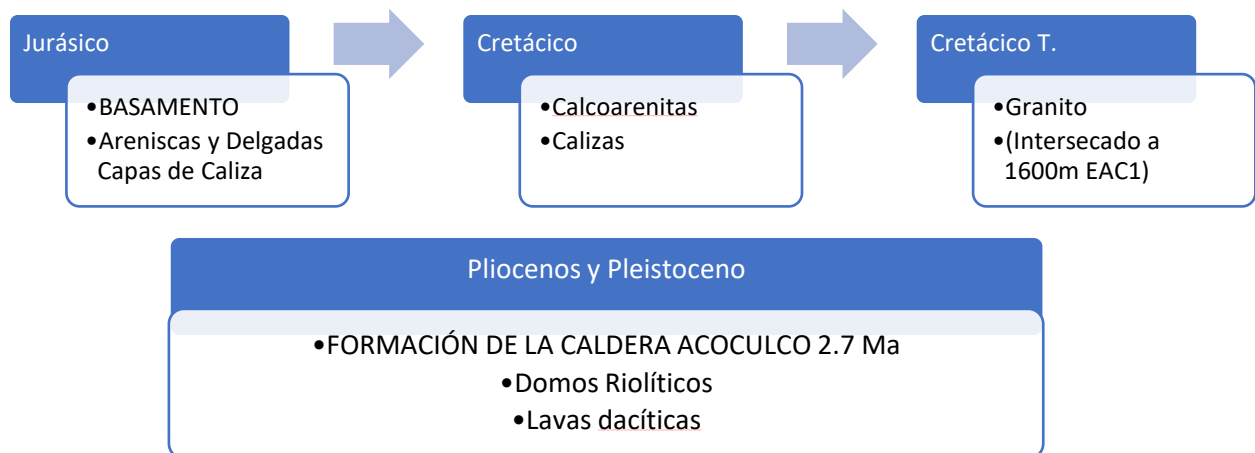 Jurásico
•BASAMENTO
•Areniscas y Delgadas
Capas de Caliza
Cretácico
•Calcoarenitas
•Calizas
Cretácico T.
•Granito
•(Intersecado a
1600m EAC1)
Pliocenos y Pleistoceno
•FORMACIÓN DE LA CALDERA ACOCULCO 2.7 Ma
•Domos Riolíticos
•Lavas dacíticas